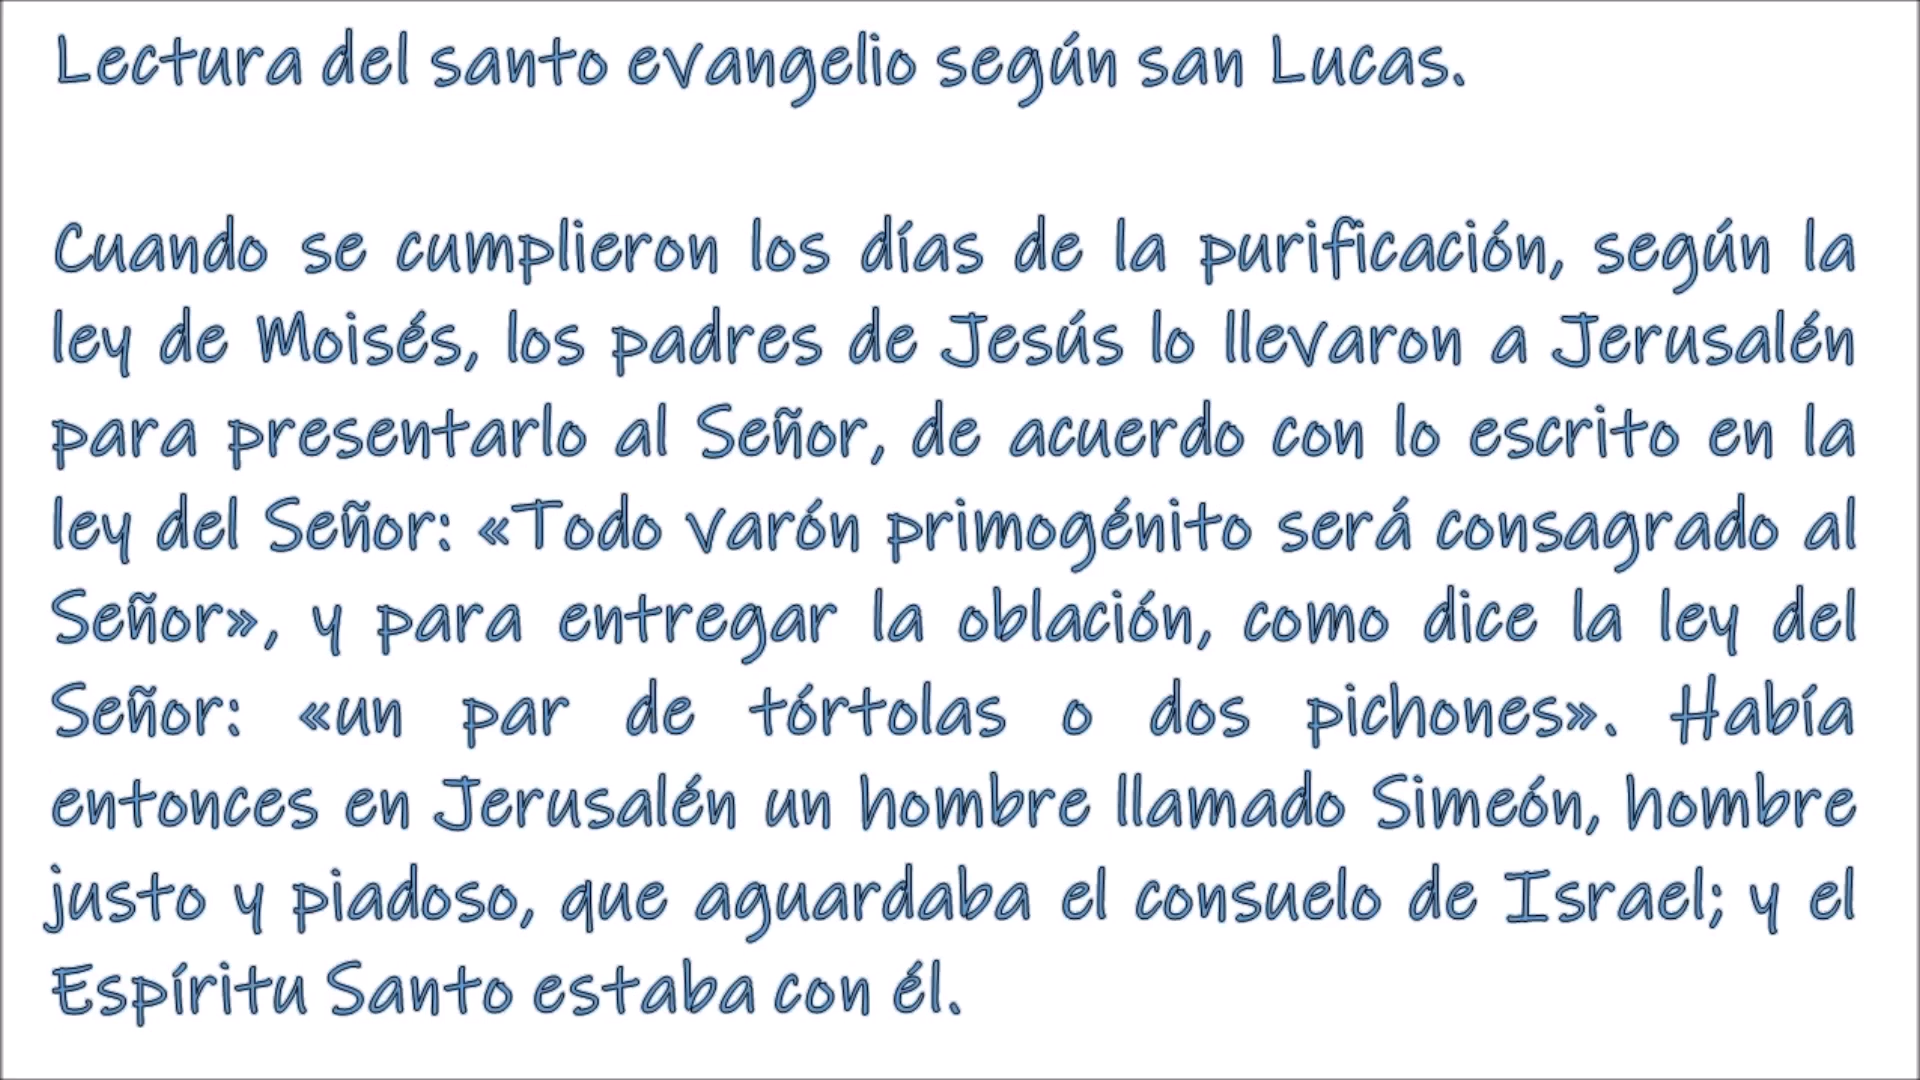 Lectura del santo evangelio según san Lucas.
Cuando se cumplieron los días de la purificación, según la
ley de Moisés, los padres de Jesús lo llevaron a Jerusalén
para presentarlo al Señor, de acuerdo con lo escrito en la
ley del Señor: «Todo varón primogénito será consagrado al
Señor», y para entregar la oblación, como dice la ley del
Señor: «un par de tórtolas o dos pichones». Había
entonces en Jerusalén un hombre llamado Simeón, hombre
justo y piadoso, que aguardaba el consuelo de Israel; y el
Espíritu Santo estaba con él.